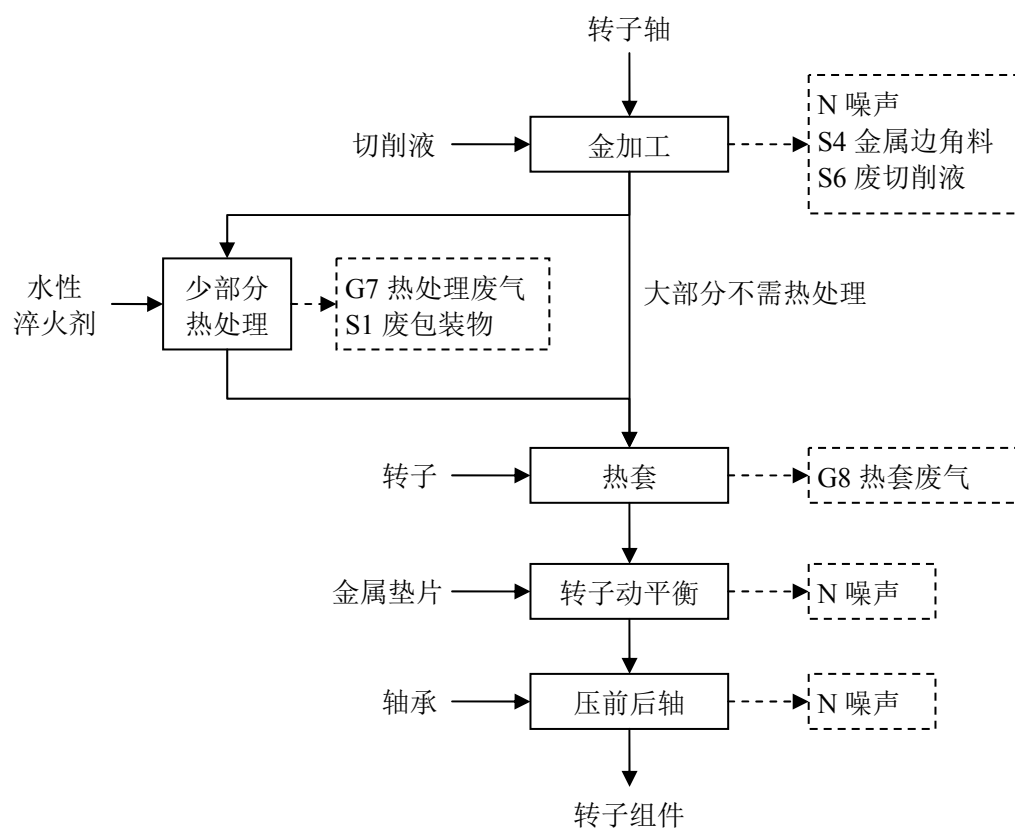 转子轴
切削液
金加工
N 噪声
S4 金属边角料
S6 废切削液
水性
淬火剂
少部分
热处理
G7 热处理废气
S1 废包装物
大部分不需热处理
转子
热套
G8 热套废气
金属垫片
转子动平衡
N 噪声
轴承
压前后轴
N 噪声
转子组件